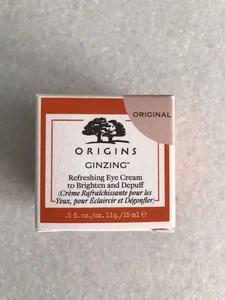 ORIGINAL
ORIGINS
GINZING™
Refreshing Eye Cream
to Brighten and Depuff
(Crème Rafraîchissante pour les
Yeux, pour Éclaircir et Dégonfler)
.5 fl.oz./oz.liq./15 ml ℮